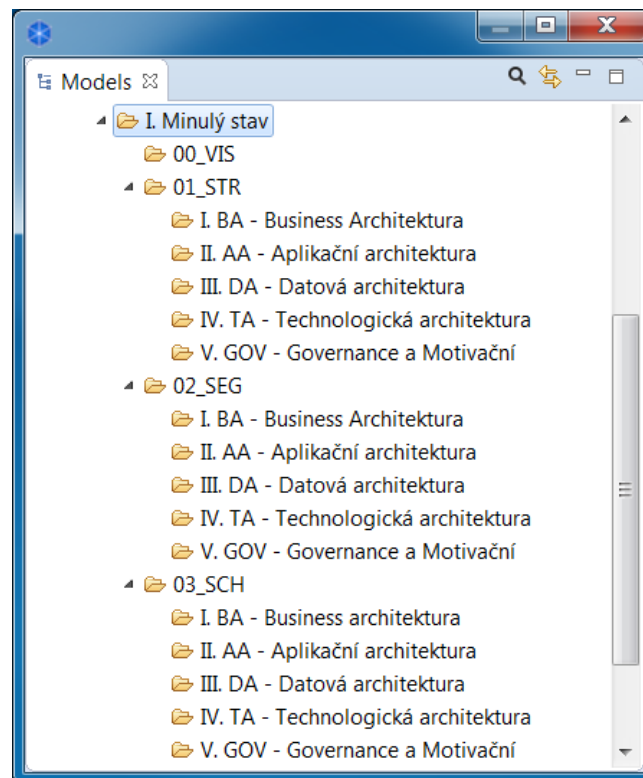 Models
I. Minulý stav
00_VIS
01_STR
I. BA - Business Architektura
II. AA - Aplikační architektura
III. DA - Datová architektura
IV. TA - Technologická architektura
V. GOV - Governance a Motivační
02_SEG
I. BA - Business Architektura
II. AA - Aplikační architektura
III. DA - Datová architektura
IV. TA - Technologická architektura
V. GOV - Governance a Motivační
03_SCH
I. BA - Business architektura
II. AA - Aplikační architektura
III. DA - Datová architektura
IV. TA - Technologická architektura
V. GOV - Governance a Motivační